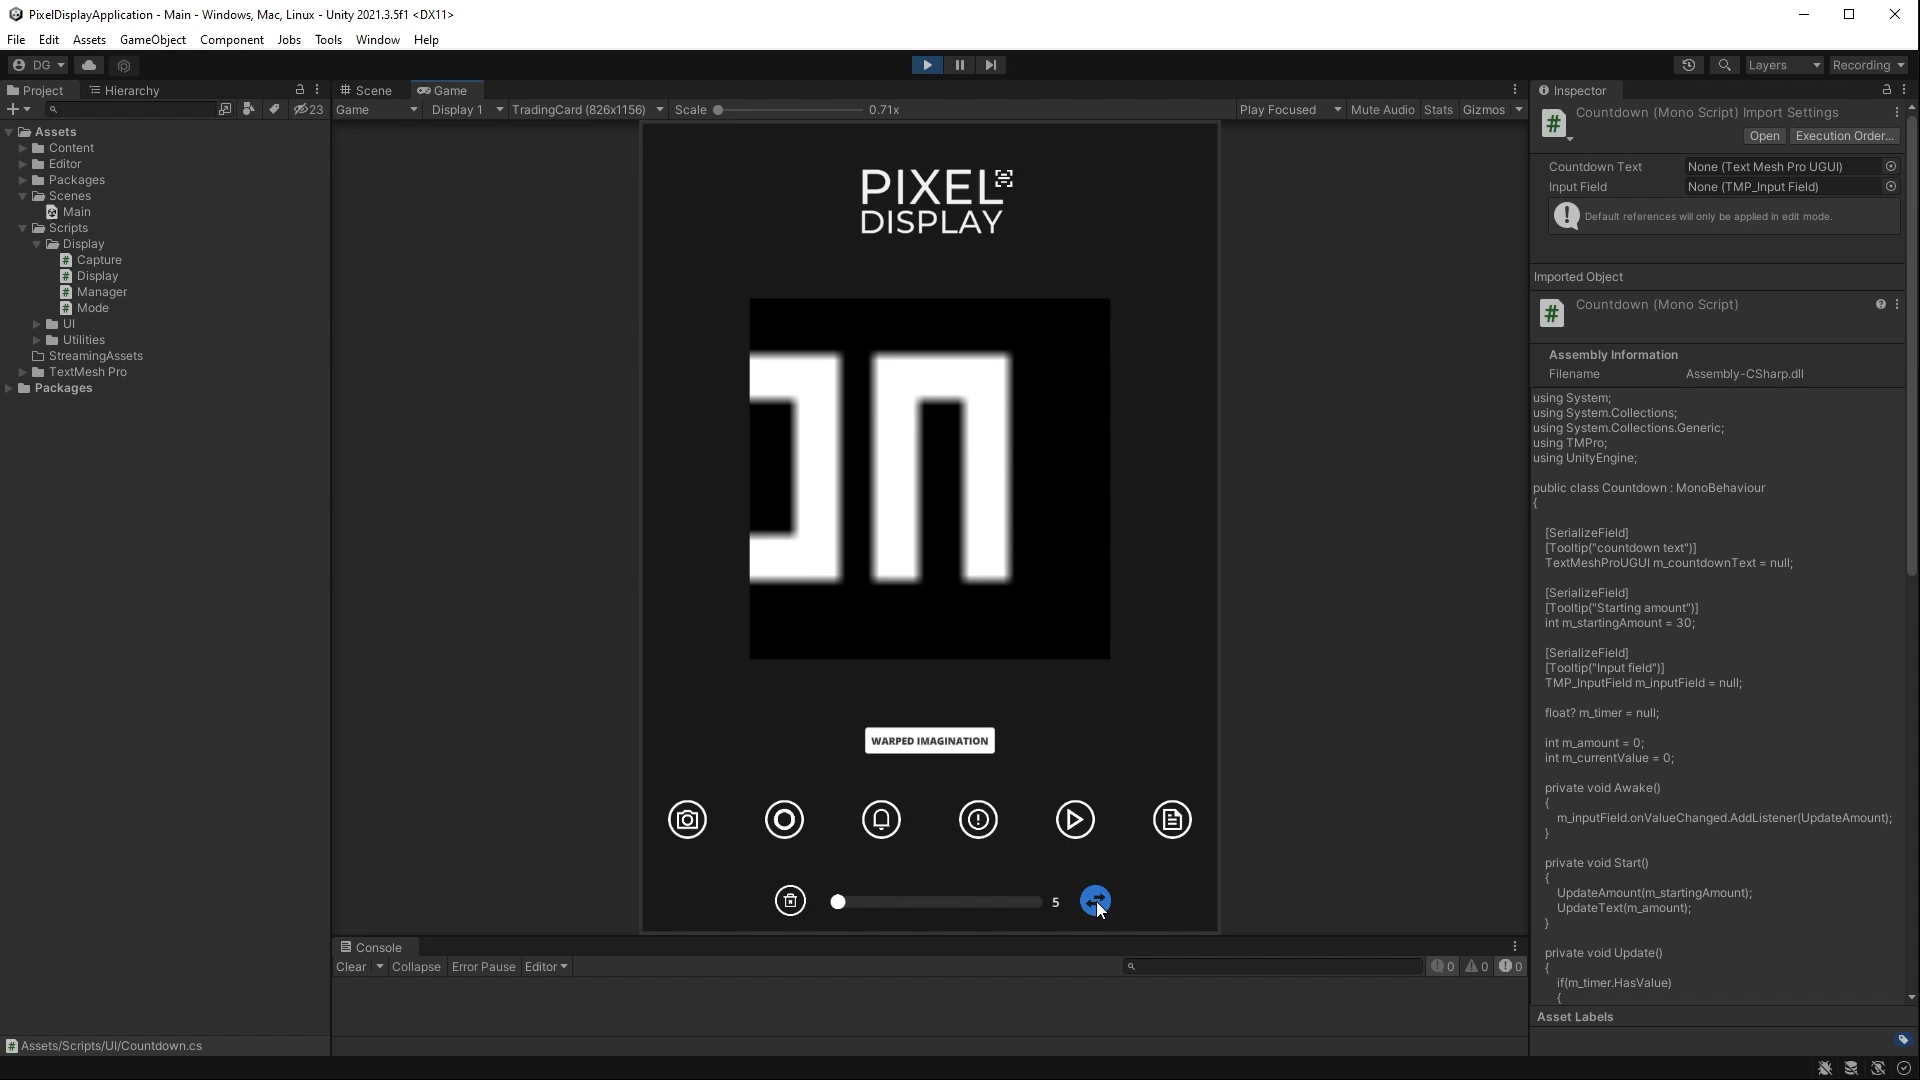 PixelDisplayApplication - Main - Windows, Mac, Linux - Unity 2021.3.5f1 <DX11>
File Edit Assets GameObject Component Jobs Tools Window Help
DG
Layers
Recording
Project
Hierarchy
23
Assets
Content
Editor
Packages
Scenes
Main
Scripts
Display
Capture
Display
Manager
Mode
UI
Utilities
StreamingAssets
TextMesh Pro
Packages
Assets/Scripts/UI/Countdown.cs
Scene
Game
Game Display 1 TradingCard (826x1156) Scale 0.71x Play Focused Mute Audio Stats Gizmos
PIXEL
DISPLAY
WARPED IMAGINATION
5
Console
Clear Collapse Error Pause Editor 0 0 0
Inspector
Countdown (Mono Script) Import Settings
Open Execution Order...
Countdown Text None (Text Mesh Pro UGUI)
Input Field None (TMP_Input Field)
Default references will only be applied in edit mode.
Imported Object
Countdown (Mono Script)
Assembly Information
Filename Assembly-CSharp.dll
using System;
using System.Collections;
using System.Collections.Generic;
using TMPro;
using UnityEngine;
public class Countdown : MonoBehaviour
{
[SerializeField]
[Tooltip("countdown text")]
TextMeshProUGUI m_countdownText = null;
[SerializeField]
[Tooltip("Starting amount")]
int m_startingAmount = 30;
[SerializeField]
[Tooltip("Input field")]
TMP_InputField m_inputField = null;
float? m_timer = null;
int m_amount = 0;
int m_currentValue = 0;
private void Awake()
{
m_inputField.onValueChanged.AddListener(UpdateAmount);
}
private void Start()
{
UpdateAmount(m_startingAmount);
UpdateText(m_amount);
}
private void Update()
{
if(m_timer.HasValue)
{
Asset Labels